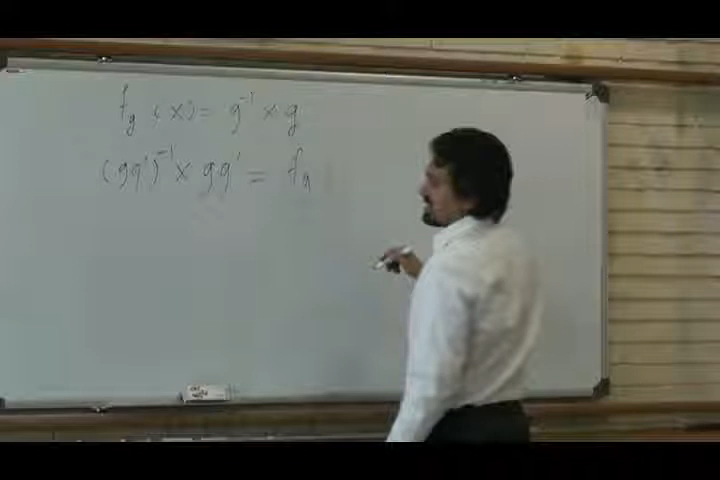 f_g (x) = g⁻¹ x g
(gg')⁻¹ x gg' = f_g